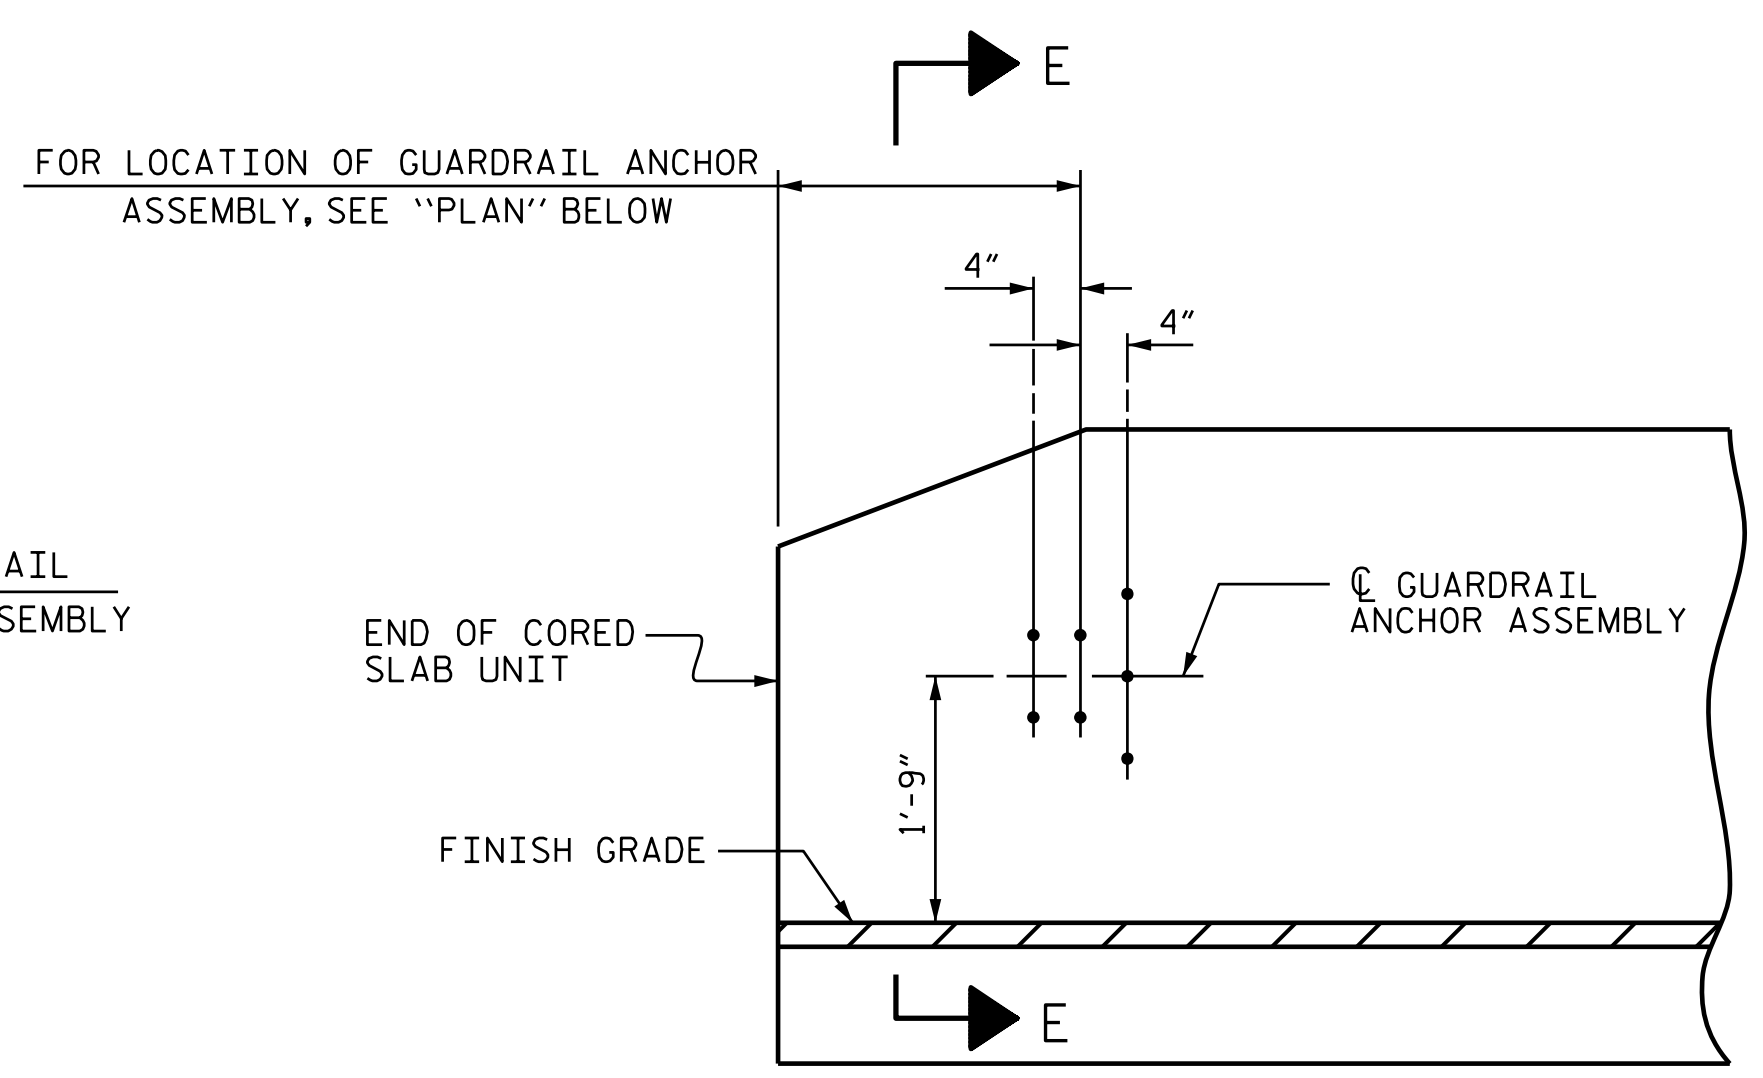 E
FOR LOCATION OF GUARDRAIL ANCHOR
ASSEMBLY, SEE "PLAN" BELOW
4"
4"
AIL
SEMBLY
℄ GUARDRAIL
ANCHOR ASSEMBLY
END OF CORED
SLAB UNIT
1'-9"
FINISH GRADE
E